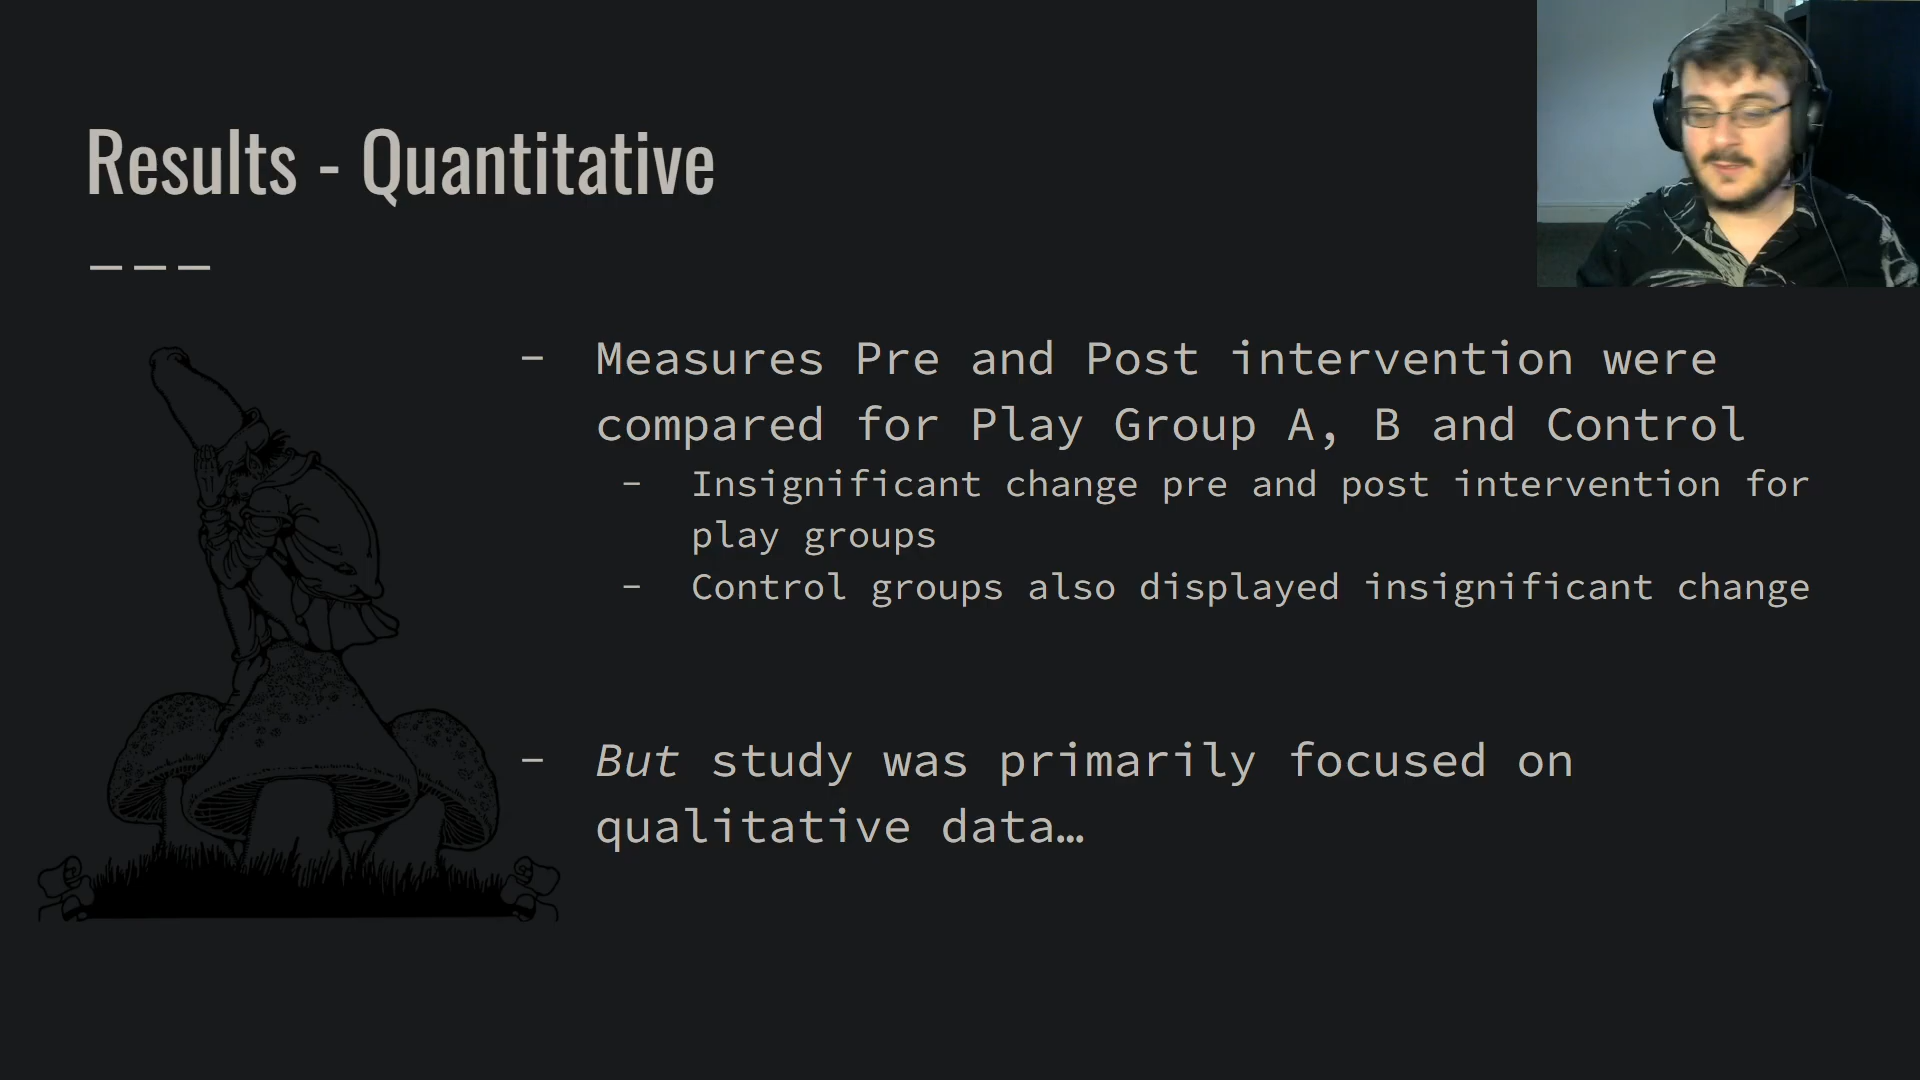 Results - Quantitative
- Measures Pre and Post intervention were
compared for Play Group A, B and Control
- Insignificant change pre and post intervention for
play groups
- Control groups also displayed insignificant change
- But study was primarily focused on
qualitative data…